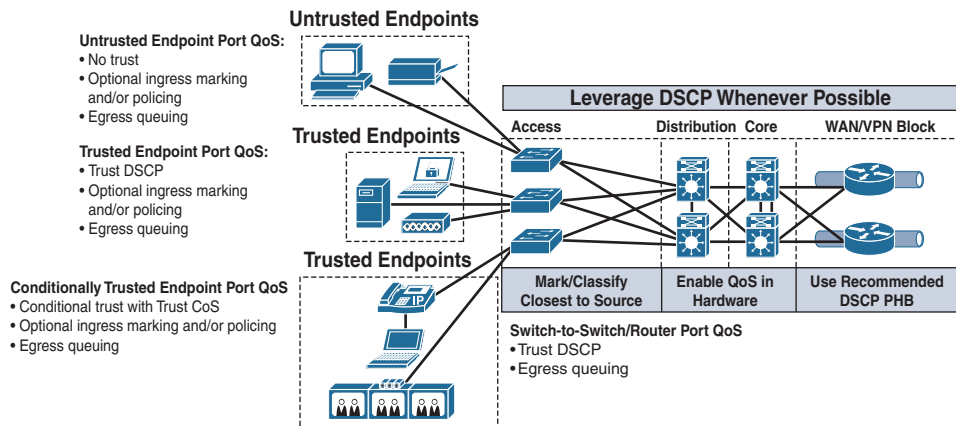 Untrusted Endpoints
Untrusted Endpoint Port QoS:
• No trust
• Optional ingress marking
and/or policing
• Egress queuing
Trusted Endpoints
Trusted Endpoint Port QoS:
• Trust DSCP
• Optional ingress marking
and/or policing
• Egress queuing
Trusted Endpoints
Conditionally Trusted Endpoint Port QoS
• Conditional trust with Trust CoS
• Optional ingress marking and/or policing
• Egress queuing
IP
Leverage DSCP Whenever Possible
Access
Distribution
Core
WAN/VPN Block
Mark/Classify
Closest to Source
Enable QoS in
Hardware
Use Recommended
DSCP PHB
Switch-to-Switch/Router Port QoS
• Trust DSCP
• Egress queuing